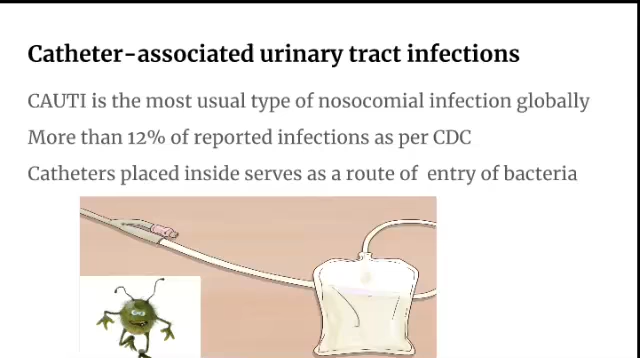 Catheter-associated urinary tract infections
CAUTI is the most usual type of nosocomial infection globally
More than 12% of reported infections as per CDC
Catheters placed inside serves as a route of entry of bacteria